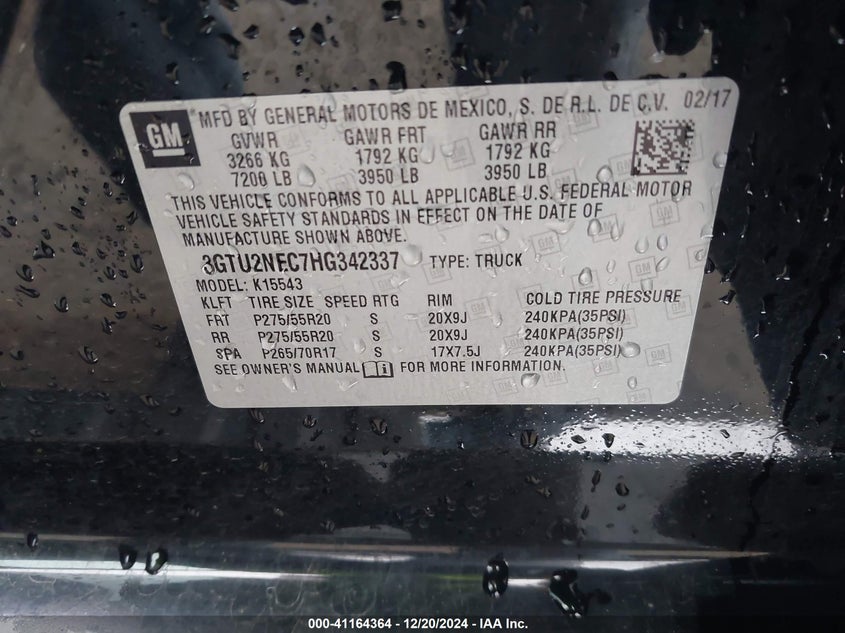 GM MFD BY GENERAL MOTORS DE MEXICO, S. DE R.L. DE C.V. 02/17
GVWR GAWR FRT GAWR RR
3266 KG 1792 KG 1792 KG
7200 LB 3950 LB 3950 LB
THIS VEHICLE CONFORMS TO ALL APPLICABLE U.S. FEDERAL MOTOR
VEHICLE SAFETY STANDARDS IN EFFECT ON THE DATE OF
MANUFACTURE SHOWN ABOVE.
3GTU2NEC7HG342337 TYPE: TRUCK
MODEL: K15543
KLFT TIRE SIZE SPEED RTG RIM COLD TIRE PRESSURE
FRT P275/55R20 S 20X9J 240KPA(35PSI)
RR P275/55R20 S 20X9J 240KPA(35PSI)
SPA P265/70R17 S 17X7.5J 240KPA(35PSI)
SEE OWNER'S MANUAL i FOR MORE INFORMATION.
000-41164364 - 12/20/2024 - IAA Inc.